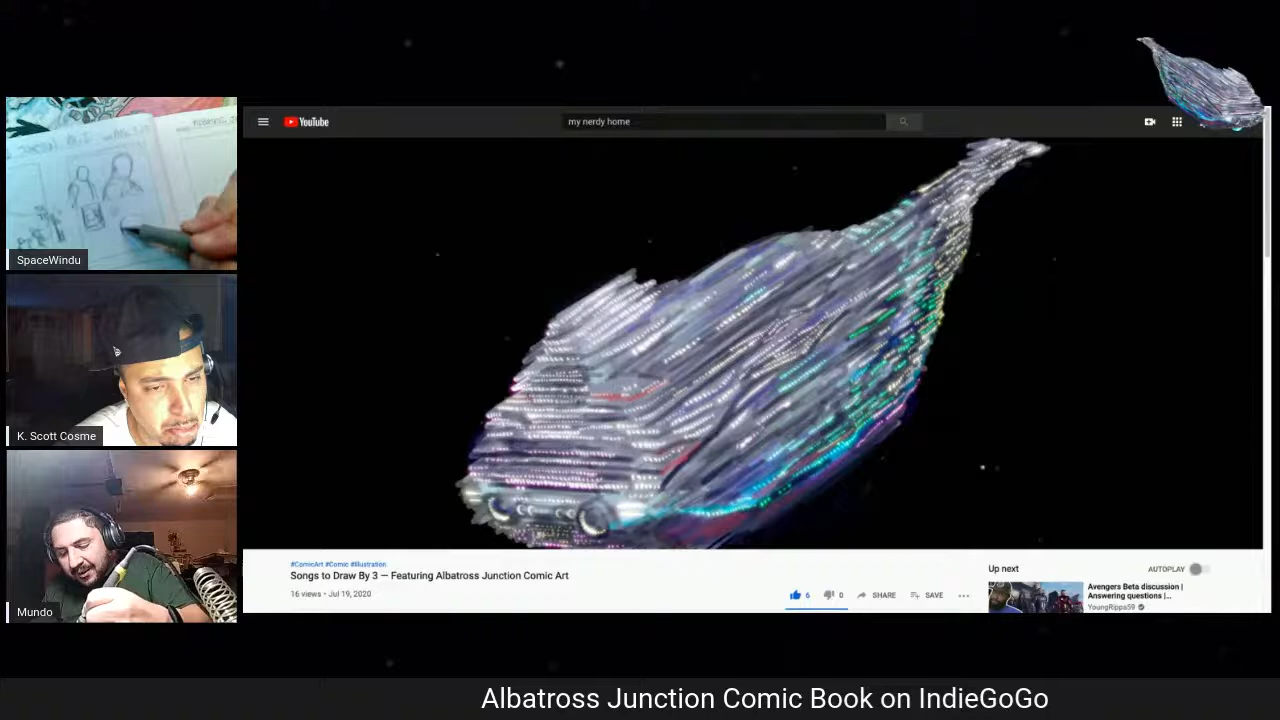 YouTube
my nerdy home
SpaceWindu
K. Scott Cosme
Mundo
#ComicArt #Comic #Illustration
Songs to Draw By 3 — Featuring Albatross Junction Comic Art
16 views • Jul 19, 2020
6
0
SHARE
SAVE
Up next
AUTOPLAY
Avengers Beta discussion |
Answering questions |...
YoungRippa59
Albatross Junction Comic Book on IndieGoGo